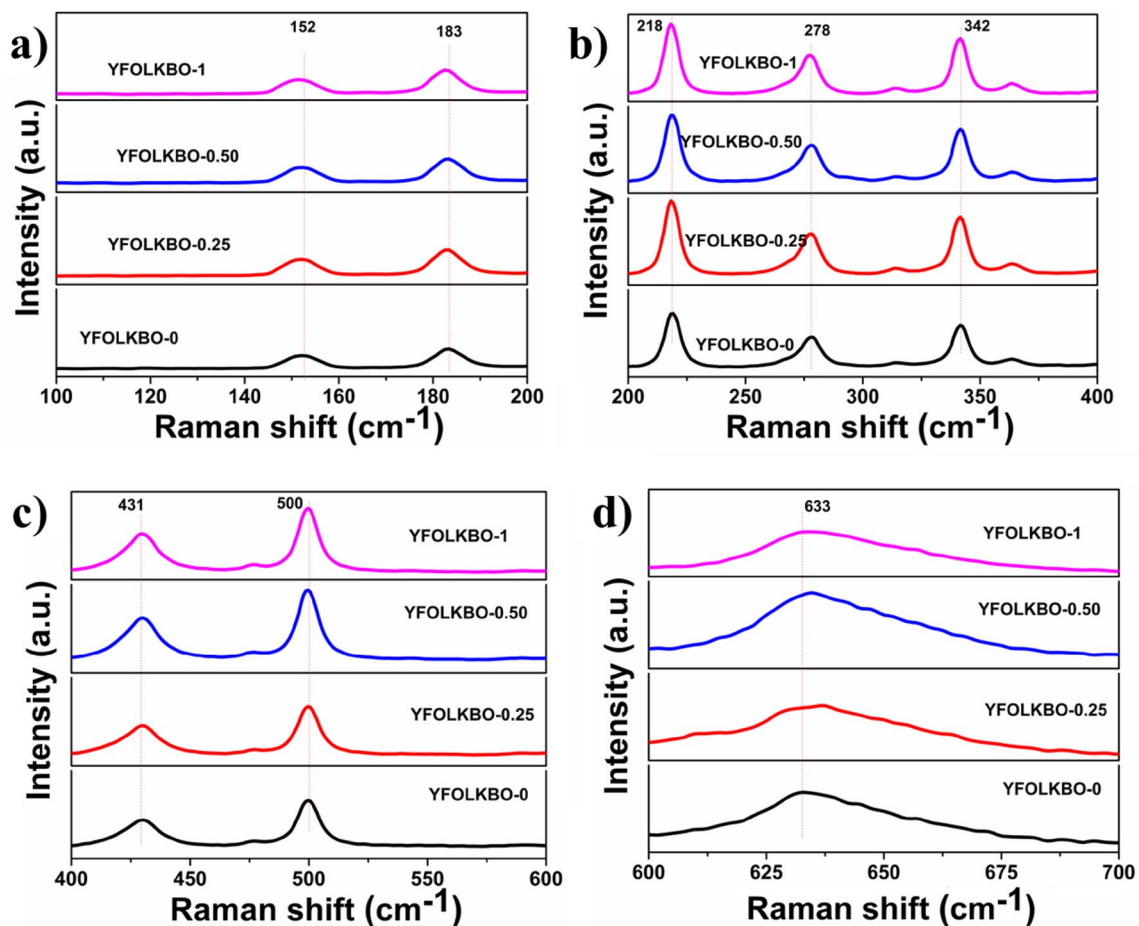 a)
152
183
YFOLKBO-1
YFOLKBO-0.50
YFOLKBO-0.25
YFOLKBO-0
Intensity (a.u.)
100 120 140 160 180 200
Raman shift (cm-1)
b)
218
278
342
YFOLKBO-1
YFOLKBO-0.50
YFOLKBO-0.25
YFOLKBO-0
Intensity (a.u.)
200 250 300 350 400
Raman shift (cm-1)
c)
431
500
YFOLKBO-1
YFOLKBO-0.50
YFOLKBO-0.25
YFOLKBO-0
Intensity (a.u.)
400 450 500 550 600
Raman shift (cm-1)
d)
633
YFOLKBO-1
YFOLKBO-0.50
YFOLKBO-0.25
YFOLKBO-0
Intensity (a.u.)
600 625 650 675 700
Raman shift (cm-1)